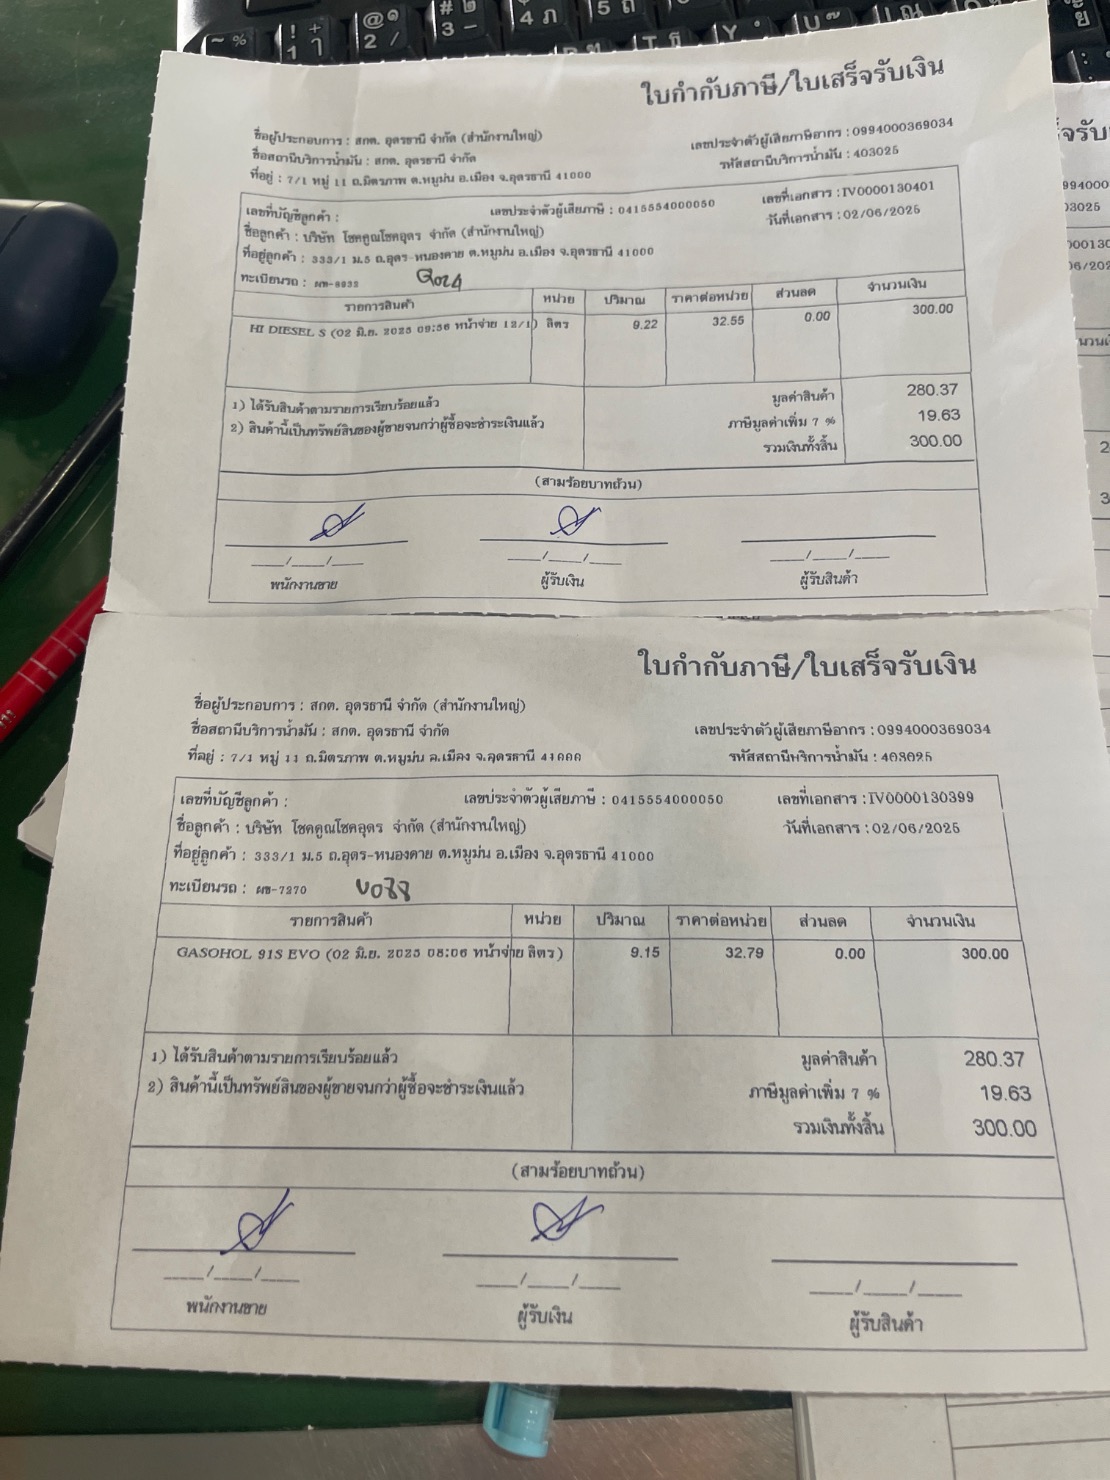 ใบกำกับภาษี/ใบเสร็จรับเงิน
ชื่อผู้ประกอบการ : สกต. อุดรธานี จำกัด (สำนักงานใหญ่)
เลขประจำตัวผู้เสียภาษีอากร : 0994000369034
ชื่อสถานีบริการน้ำมัน : สกต. อุดรธานี จำกัด
รหัสสถานีบริการน้ำมัน : 403025
ที่อยู่ : 7/1 หมู่ 11 ถ.มิตรภาพ ต.หมูม่น อ.เมือง จ.อุดรธานี 41000
เลขที่บัญชีลูกค้า : เลขประจำตัวผู้เสียภาษี : 0415554000050 เลขที่เอกสาร : IV0000130401
ชื่อลูกค้า : บริษัท โชคคูณโชคอุดร จำกัด (สำนักงานใหญ่) วันที่เอกสาร : 02/06/2025
ที่อยู่ลูกค้า : 333/1 ม.5 ถ.อุดร-หนองคาย ต.หมูม่น อ.เมือง จ.อุดรธานี 41000
ทะเบียนรถ :
รายการสินค้า หน่วย ปริมาณ ราคาต่อหน่วย ส่วนลด จำนวนเงิน
HI DIESEL S (02 มิ.ย. 2025 09:56 หน้าจ่าย 12/1) ลิตร 9.22 32.55 0.00 300.00
1) ได้รับสินค้าตามรายการเรียบร้อยแล้ว มูลค่าสินค้า 280.37
2) สินค้านี้เป็นทรัพย์สินของผู้ขายจนกว่าผู้ซื้อจะชำระเงินแล้ว ภาษีมูลค่าเพิ่ม 7 % 19.63
รวมเงินทั้งสิ้น 300.00
(สามร้อยบาทถ้วน)
___/___/___ ___/___/___ ___/___/___
พนักงานขาย ผู้รับเงิน ผู้รับสินค้า
ใบกำกับภาษี/ใบเสร็จรับเงิน
ชื่อผู้ประกอบการ : สกต. อุดรธานี จำกัด (สำนักงานใหญ่)
ชื่อสถานีบริการน้ำมัน : สกต. อุดรธานี จำกัด เลขประจำตัวผู้เสียภาษีอากร : 0994000369034
ที่อยู่ : 7/1 หมู่ 11 ถ.มิตรภาพ ต.หมูม่น อ.เมือง จ.อุดรธานี 41000 รหัสสถานีบริการน้ำมัน : 403025
เลขที่บัญชีลูกค้า : เลขประจำตัวผู้เสียภาษี : 0415554000050 เลขที่เอกสาร : IV0000130399
ชื่อลูกค้า : บริษัท โชคคูณโชคอุดร จำกัด (สำนักงานใหญ่) วันที่เอกสาร : 02/06/2025
ที่อยู่ลูกค้า : 333/1 ม.5 ถ.อุดร-หนองคาย ต.หมูม่น อ.เมือง จ.อุดรธานี 41000
ทะเบียนรถ : ผข-7270
รายการสินค้า หน่วย ปริมาณ ราคาต่อหน่วย ส่วนลด จำนวนเงิน
GASOHOL 91S EVO (02 มิ.ย. 2025 08:06 หน้าจ่าย ลิตร ) 9.15 32.79 0.00 300.00
1) ได้รับสินค้าตามรายการเรียบร้อยแล้ว มูลค่าสินค้า 280.37
2) สินค้านี้เป็นทรัพย์สินของผู้ขายจนกว่าผู้ซื้อจะชำระเงินแล้ว ภาษีมูลค่าเพิ่ม 7 % 19.63
รวมเงินทั้งสิ้น 300.00
(สามร้อยบาทถ้วน)
___/___/___ ___/___/___ ___/___/___
พนักงานขาย ผู้รับเงิน ผู้รับสินค้า